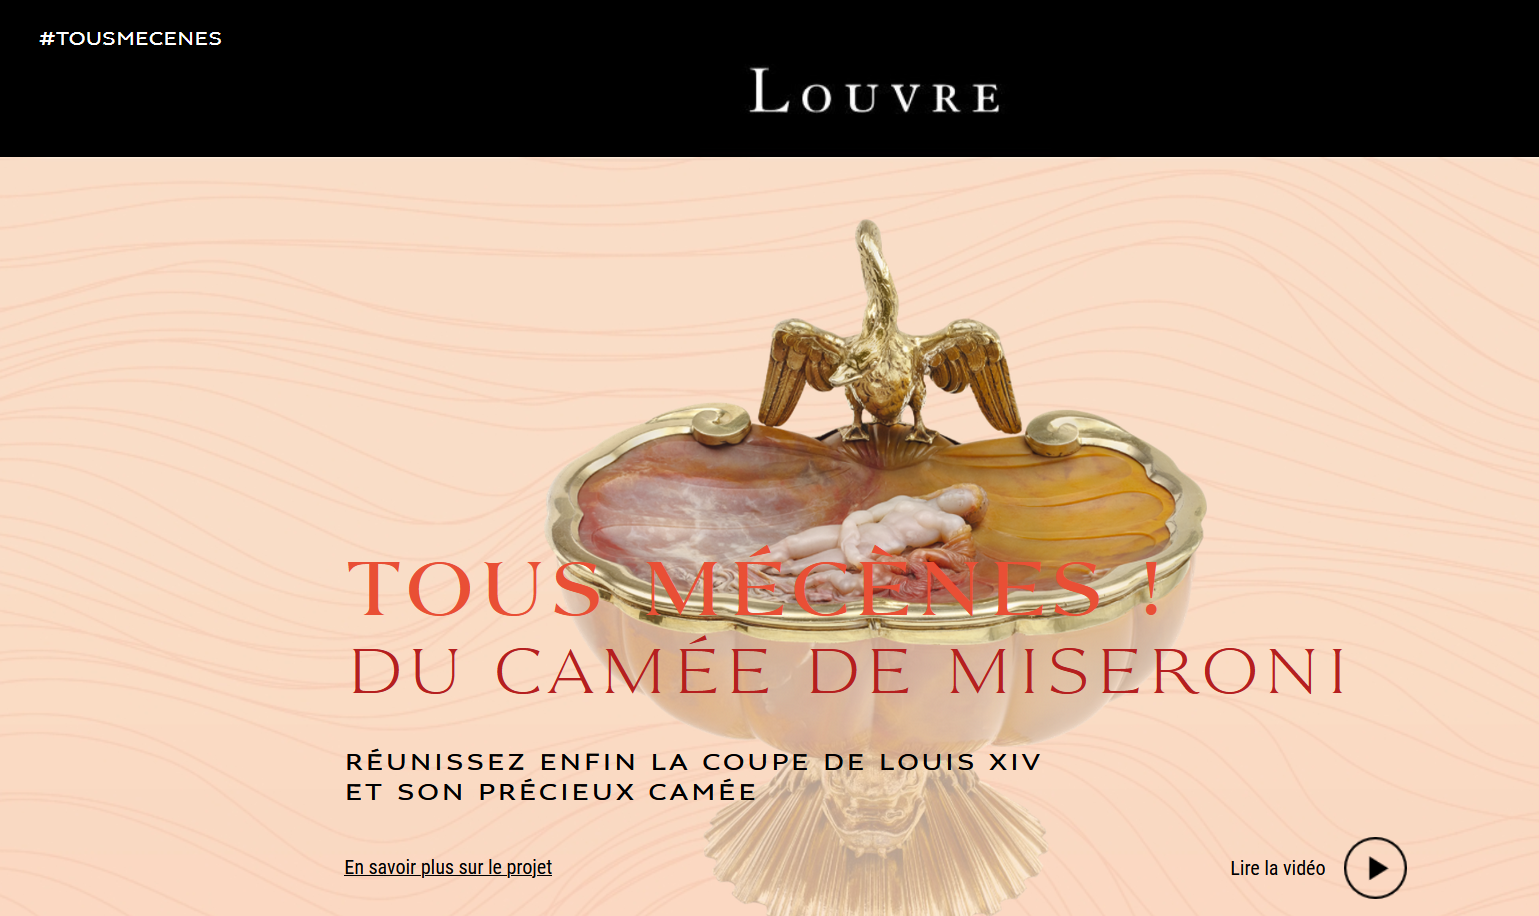 #TOUSMECENES
LOUVRE
TOUS MÉCÈNES !
DU CAMÉE DE MISERONI
RÉUNISSEZ ENFIN LA COUPE DE LOUIS XIV
ET SON PRÉCIEUX CAMÉE
En savoir plus sur le projet
Lire la vidéo